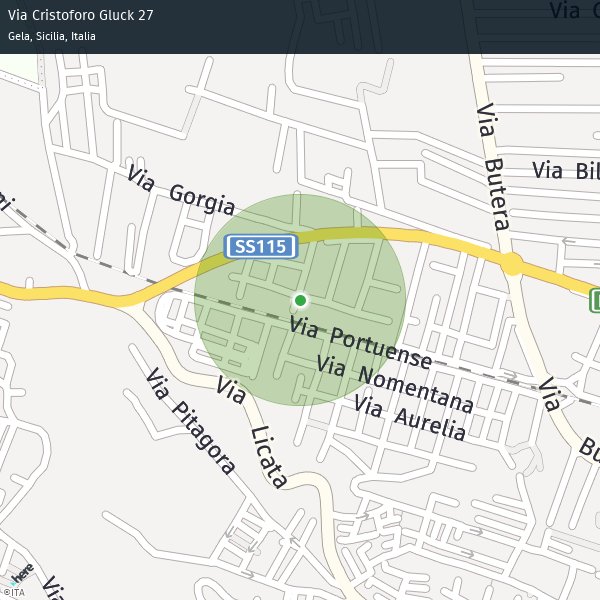 Via Cristoforo Gluck 27
Gela, Sicilia, Italia
Via C
Via Butera
Via Bil
Via Gorgia
SS115
Via Portuense
Via Nomentana
Via Aurelia
Via Licata
Via Pitagora
Via Bu
Via
here
©ITA